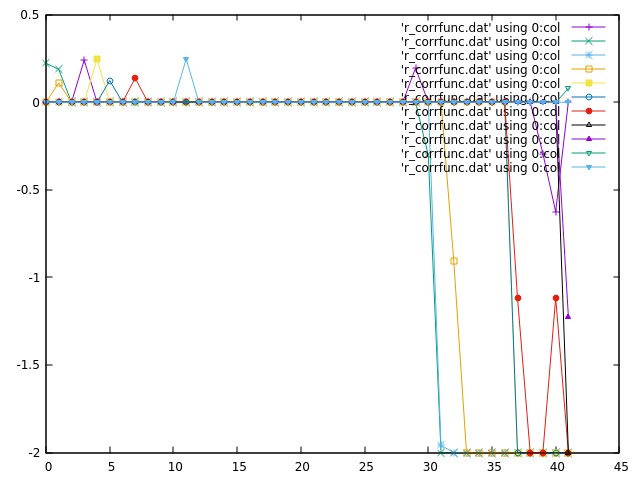 0.5
0
-0.5
-1
-1.5
-2
0 5 10 15 20 25 30 35 40 45
'r_corrfunc.dat' using 0:col
'r_corrfunc.dat' using 0:col
'r_corrfunc.dat' using 0:col
'r_corrfunc.dat' using 0:col
'r_corrfunc.dat' using 0:col
'r_corrfunc.dat' using 0:col
'r_corrfunc.dat' using 0:col
'r_corrfunc.dat' using 0:col
'r_corrfunc.dat' using 0:col
'r_corrfunc.dat' using 0:col
'r_corrfunc.dat' using 0:col